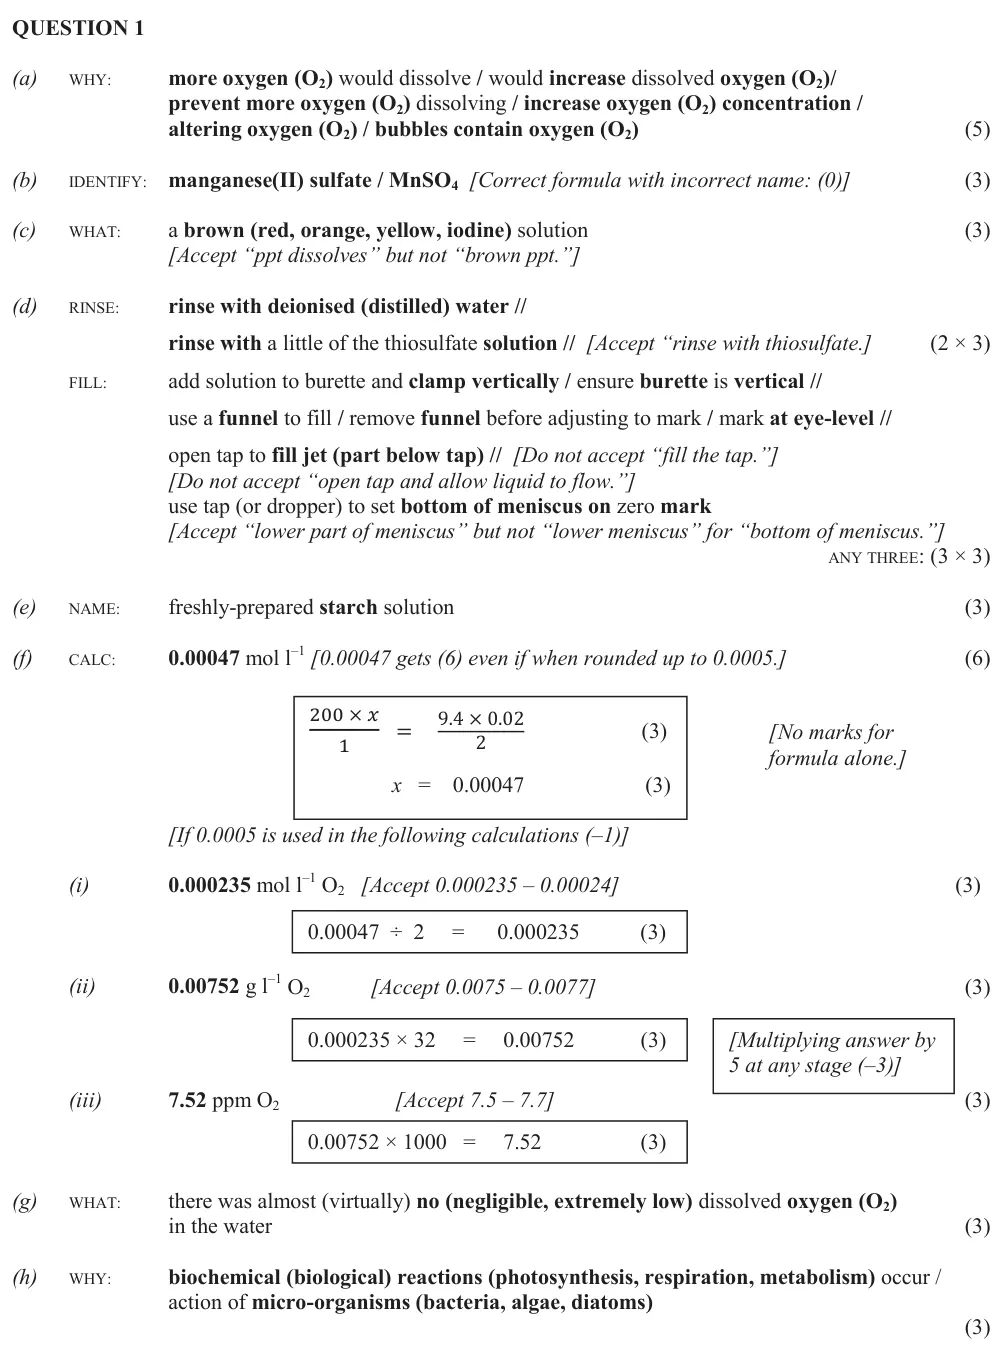 QUESTION 1
(a) WHY: more oxygen (O₂) would dissolve / would increase dissolved oxygen (O₂)/
prevent more oxygen (O₂) dissolving / increase oxygen (O₂) concentration /
altering oxygen (O₂) / bubbles contain oxygen (O₂) (5)
(b) IDENTIFY: manganese(II) sulfate / MnSO₄ [Correct formula with incorrect name: (0)] (3)
(c) WHAT: a brown (red, orange, yellow, iodine) solution (3)
[Accept “ppt dissolves” but not “brown ppt.”]
(d) RINSE: rinse with deionised (distilled) water //
rinse with a little of the thiosulfate solution // [Accept “rinse with thiosulfate.] (2 × 3)
FILL: add solution to burette and clamp vertically / ensure burette is vertical //
use a funnel to fill / remove funnel before adjusting to mark / mark at eye-level //
open tap to fill jet (part below tap) // [Do not accept “fill the tap.”]
[Do not accept “open tap and allow liquid to flow.”]
use tap (or dropper) to set bottom of meniscus on zero mark
[Accept “lower part of meniscus” but not “lower meniscus” for “bottom of meniscus.”]
ANY THREE: (3 × 3)
(e) NAME: freshly-prepared starch solution (3)
(f) CALC: 0.00047 mol l⁻¹ [0.00047 gets (6) even if when rounded up to 0.0005.] (6)
200 × x / 1 = 9.4 × 0.02 / 2 (3)
[No marks for
formula alone.]
x = 0.00047 (3)
[If 0.0005 is used in the following calculations (–1)]
(i) 0.000235 mol l⁻¹ O₂ [Accept 0.000235 – 0.00024] (3)
0.00047 ÷ 2 = 0.000235 (3)
(ii) 0.00752 g l⁻¹ O₂ [Accept 0.0075 – 0.0077] (3)
0.000235 × 32 = 0.00752 (3)
[Multiplying answer by
5 at any stage (–3)]
(iii) 7.52 ppm O₂ [Accept 7.5 – 7.7] (3)
0.00752 × 1000 = 7.52 (3)
(g) WHAT: there was almost (virtually) no (negligible, extremely low) dissolved oxygen (O₂)
in the water (3)
(h) WHY: biochemical (biological) reactions (photosynthesis, respiration, metabolism) occur /
action of micro-organisms (bacteria, algae, diatoms)
(3)